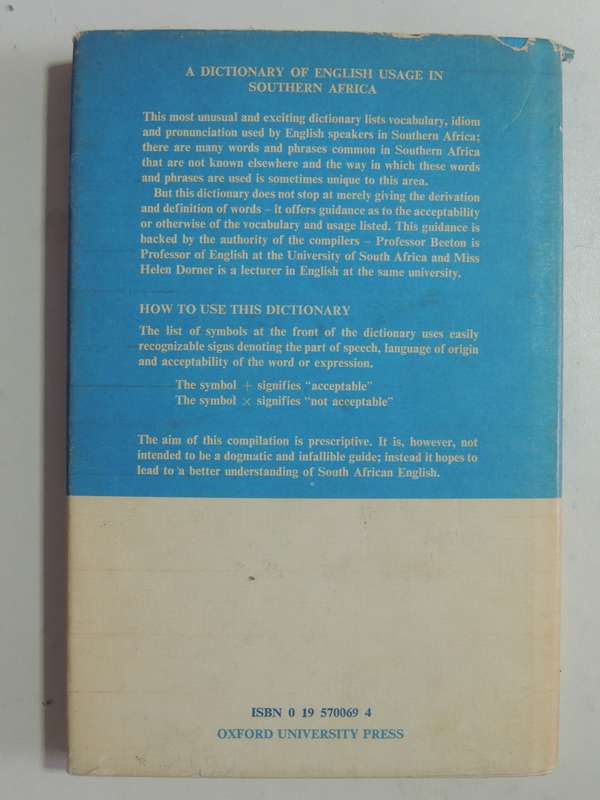 A DICTIONARY OF ENGLISH USAGE IN
SOUTHERN AFRICA
This most unusual and exciting dictionary lists vocabulary, idiom
and pronunciation used by English speakers in Southern Africa;
there are many words and phrases common in Southern Africa
that are not known elsewhere and the way in which these words
and phrases are used is sometimes unique to this area.
But this dictionary does not stop at merely giving the derivation
and definition of words – it offers guidance as to the acceptability
or otherwise of the vocabulary and usage listed. This guidance is
backed by the authority of the compilers – Professor Beeton is
Professor of English at the University of South Africa and Miss
Helen Dorner is a lecturer in English at the same university.
HOW TO USE THIS DICTIONARY
The list of symbols at the front of the dictionary uses easily
recognizable signs denoting the part of speech, language of origin
and acceptability of the word or expression.
The symbol + signifies "acceptable"
The symbol × signifies "not acceptable"
The aim of this compilation is prescriptive. It is, however, not
intended to be a dogmatic and infallible guide; instead it hopes to
lead to a better understanding of South African English.
ISBN 0 19 570069 4
OXFORD UNIVERSITY PRESS